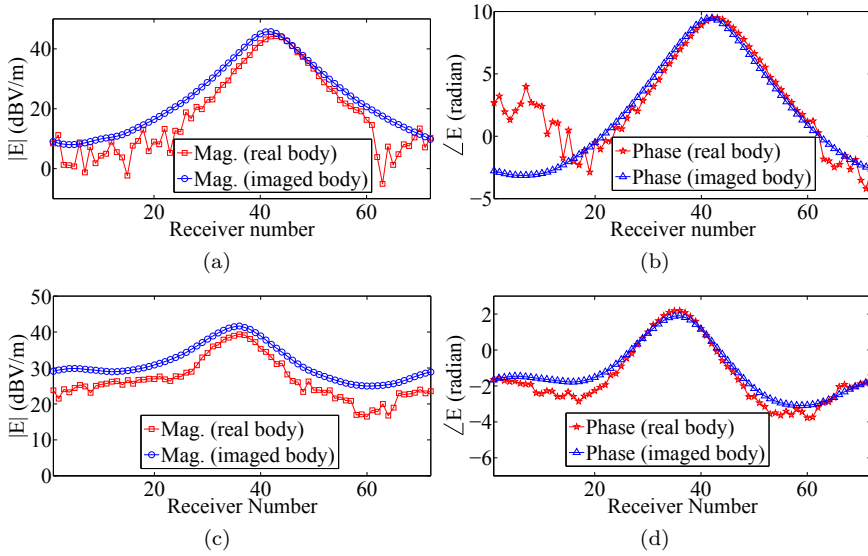 40
20
0
|E| (dBV/m)
Mag. (real body)
Mag. (imaged body)
20
40
60
Receiver number
(a)
10
5
0
−5
∠E (radian)
Phase (real body)
Phase (imaged body)
20
40
60
Receiver number
(b)
50
40
30
20
10
0
|E| (dBV/m)
Mag. (real body)
Mag. (imaged body)
20
40
60
Receiver Number
(c)
2
0
−2
−4
−6
∠E (radian)
Phase (real body)
Phase (imaged body)
20
40
60
Receiver Number
(d)